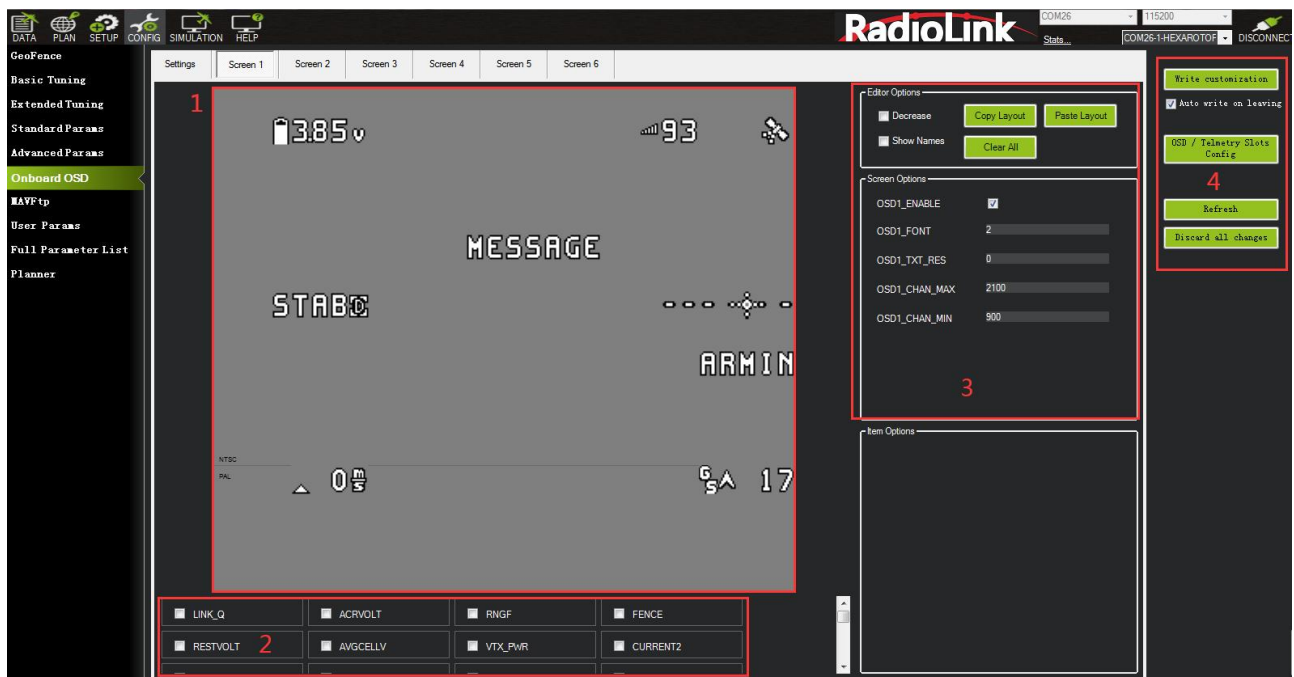 DATA PLAN SETUP CONFIG SIMULATION HELP
RadioLink
COM26 115200
Stats...
COM26-1-HEXAROTOF DISCONNECT
GeoFence
Basic Tuning
Extended Tuning
Standard Params
Advanced Params
Onboard OSD
MAVFtp
User Params
Full Parameter List
Planner
Settings Screen 1 Screen 2 Screen 3 Screen 4 Screen 5 Screen 6
1
3.85 v
93
MESSAGE
STAB D
ARMIN
NTSC
PAL
0 m/s
GS A 17
LINK_Q ACRVOLT RNGF FENCE
RESTVOLT 2 AVGCELLV VTX_PWR CURRENT2
Editor Options
Decrease Copy Layout Paste Layout
Show Names Clear All
Screen Options
OSD1_ENABLE
OSD1_FONT 2
OSD1_TXT_RES 0
OSD1_CHAN_MAX 2100
OSD1_CHAN_MIN 900
3
Item Options
Write customization
Auto write on leaving
OSD / Telmetry Slots
Config
4
Refresh
Discard all changes